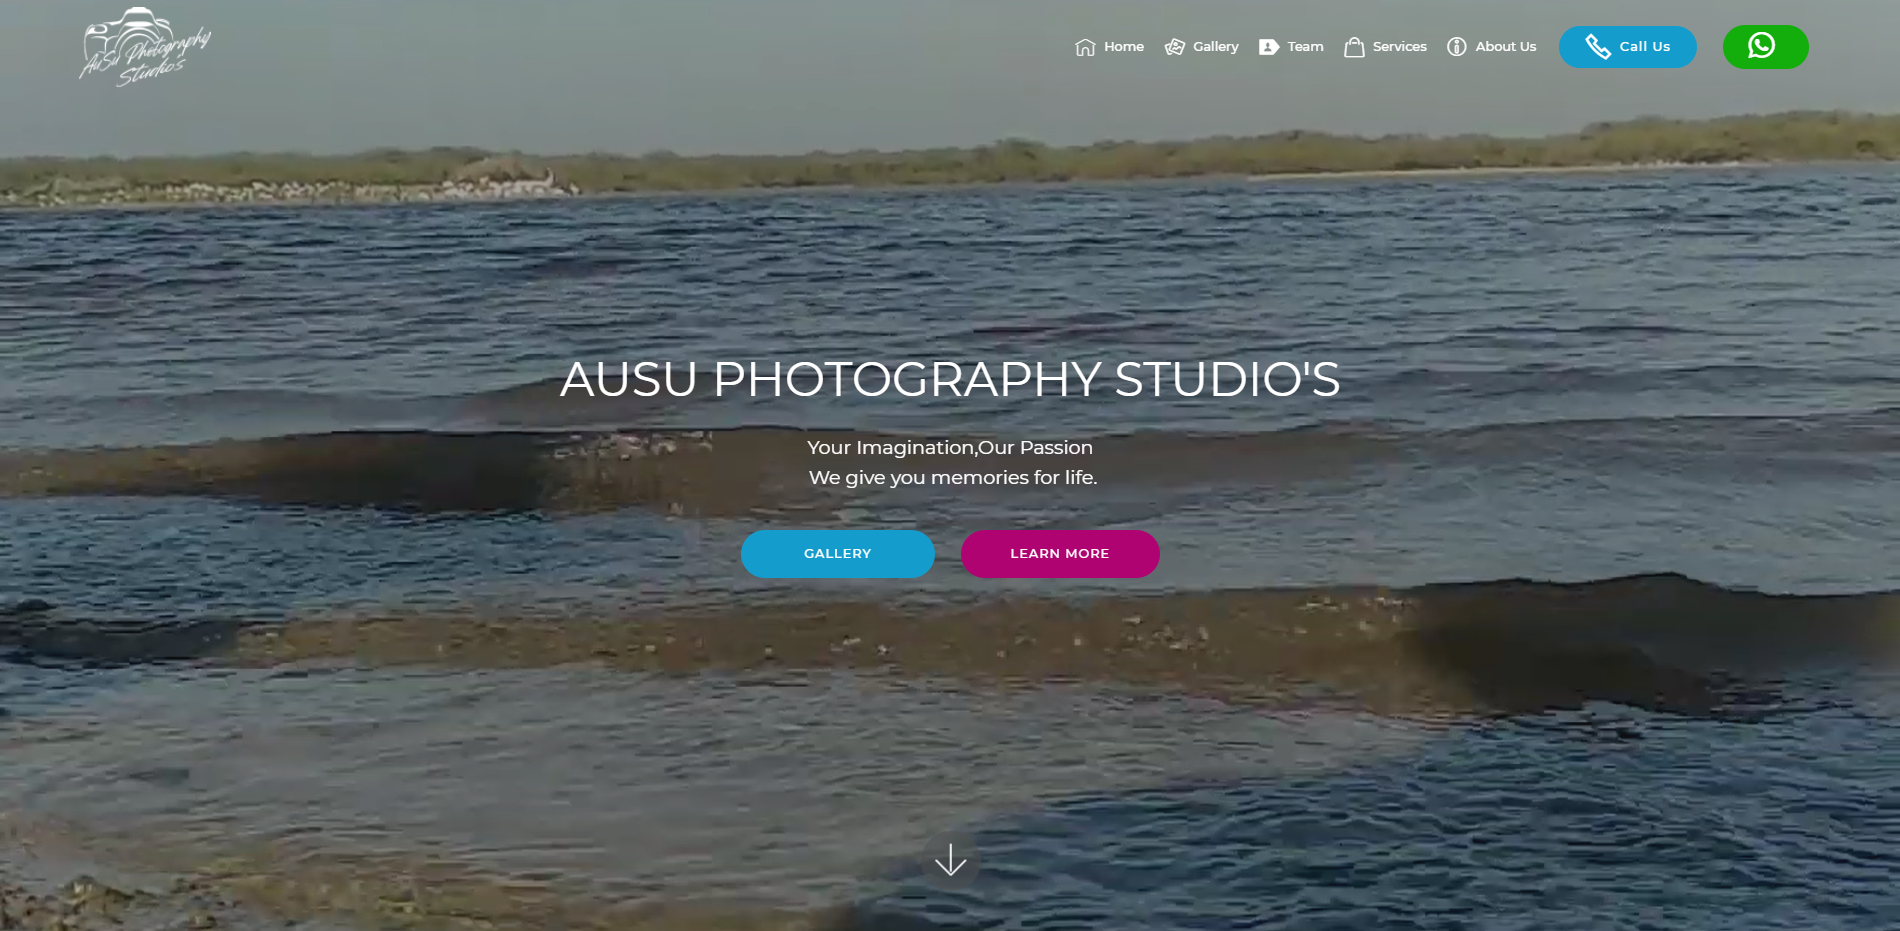 AuSu Photography
Studio's
Home
Gallery
Team
Services
About Us
Call Us
AUSU PHOTOGRAPHY STUDIO'S
Your Imagination,Our Passion
We give you memories for life.
GALLERY
LEARN MORE